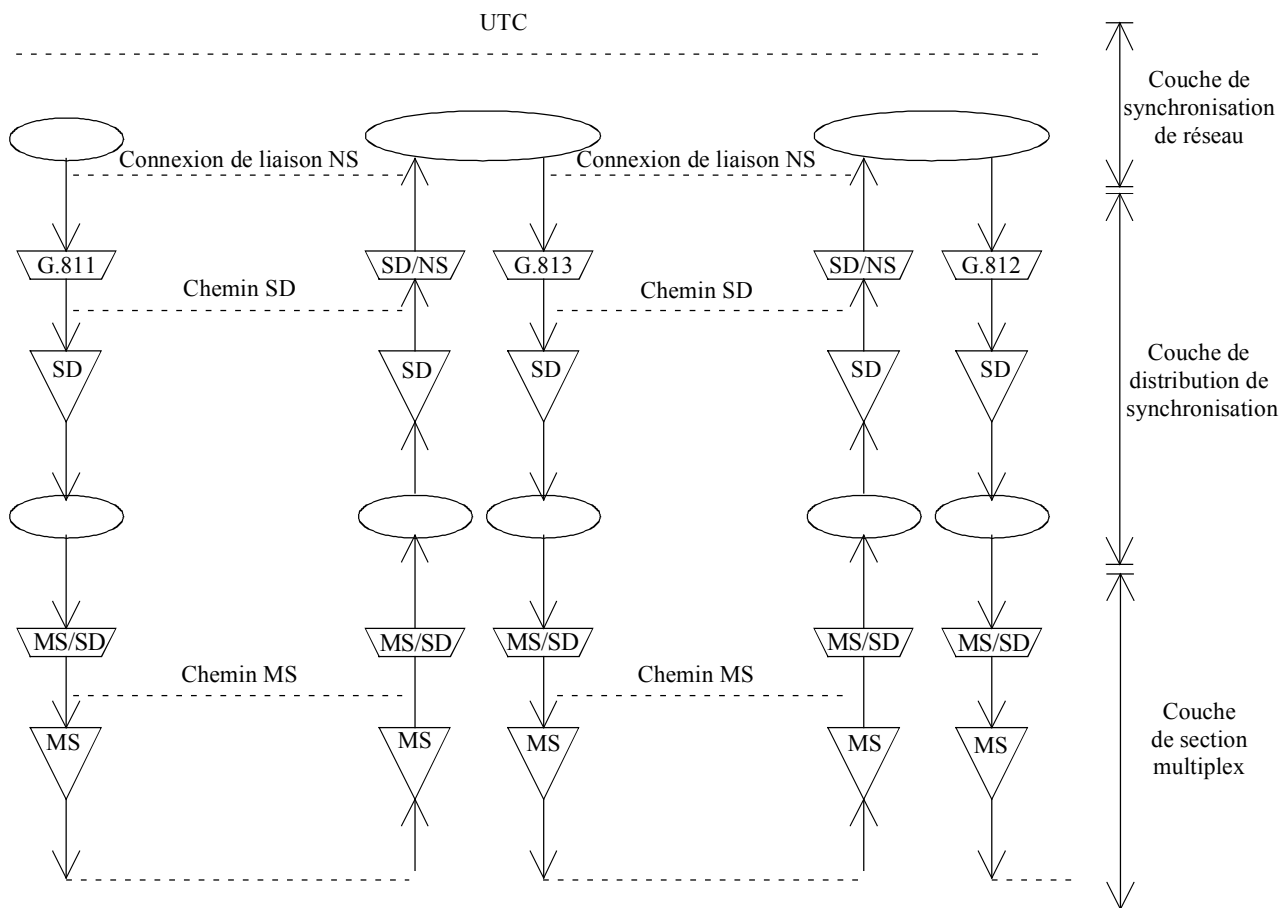 UTC
Couche de
synchronisation
de réseau
Connexion de liaison NS
Connexion de liaison NS
G.811
SD/NS
G.813
SD/NS
G.812
Chemin SD
Chemin SD
SD
SD
SD
SD
SD
Couche de
distribution de
synchronisation
MS/SD
MS/SD
MS/SD
MS/SD
MS/SD
Chemin MS
Chemin MS
MS
MS
MS
MS
MS
Couche
de section
multiplex